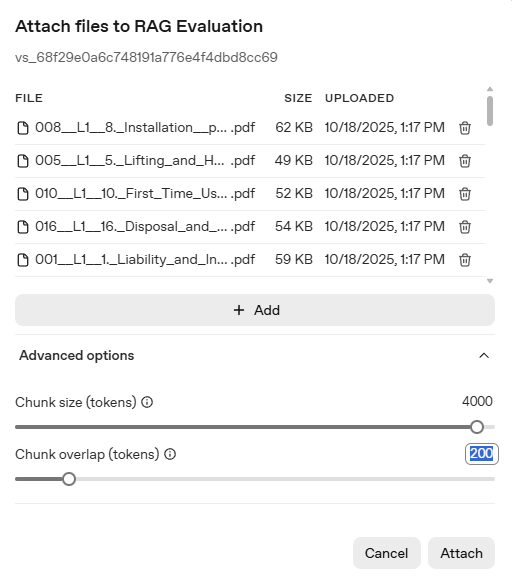 Attach files to RAG Evaluation
vs_68f29e0a6c748191a776e4f4dbd8cc69
FILE SIZE UPLOADED
008__L1__8._Installation__p... .pdf 62 KB 10/18/2025, 1:17 PM
005__L1__5._Lifting_and_H... .pdf 49 KB 10/18/2025, 1:17 PM
010__L1__10._First_Time_Us... .pdf 52 KB 10/18/2025, 1:17 PM
016__L1__16._Disposal_and_... .pdf 54 KB 10/18/2025, 1:17 PM
001__L1__1._Liability_and_In... .pdf 59 KB 10/18/2025, 1:17 PM
+ Add
Advanced options
Chunk size (tokens) 4000
Chunk overlap (tokens) 200
Cancel Attach